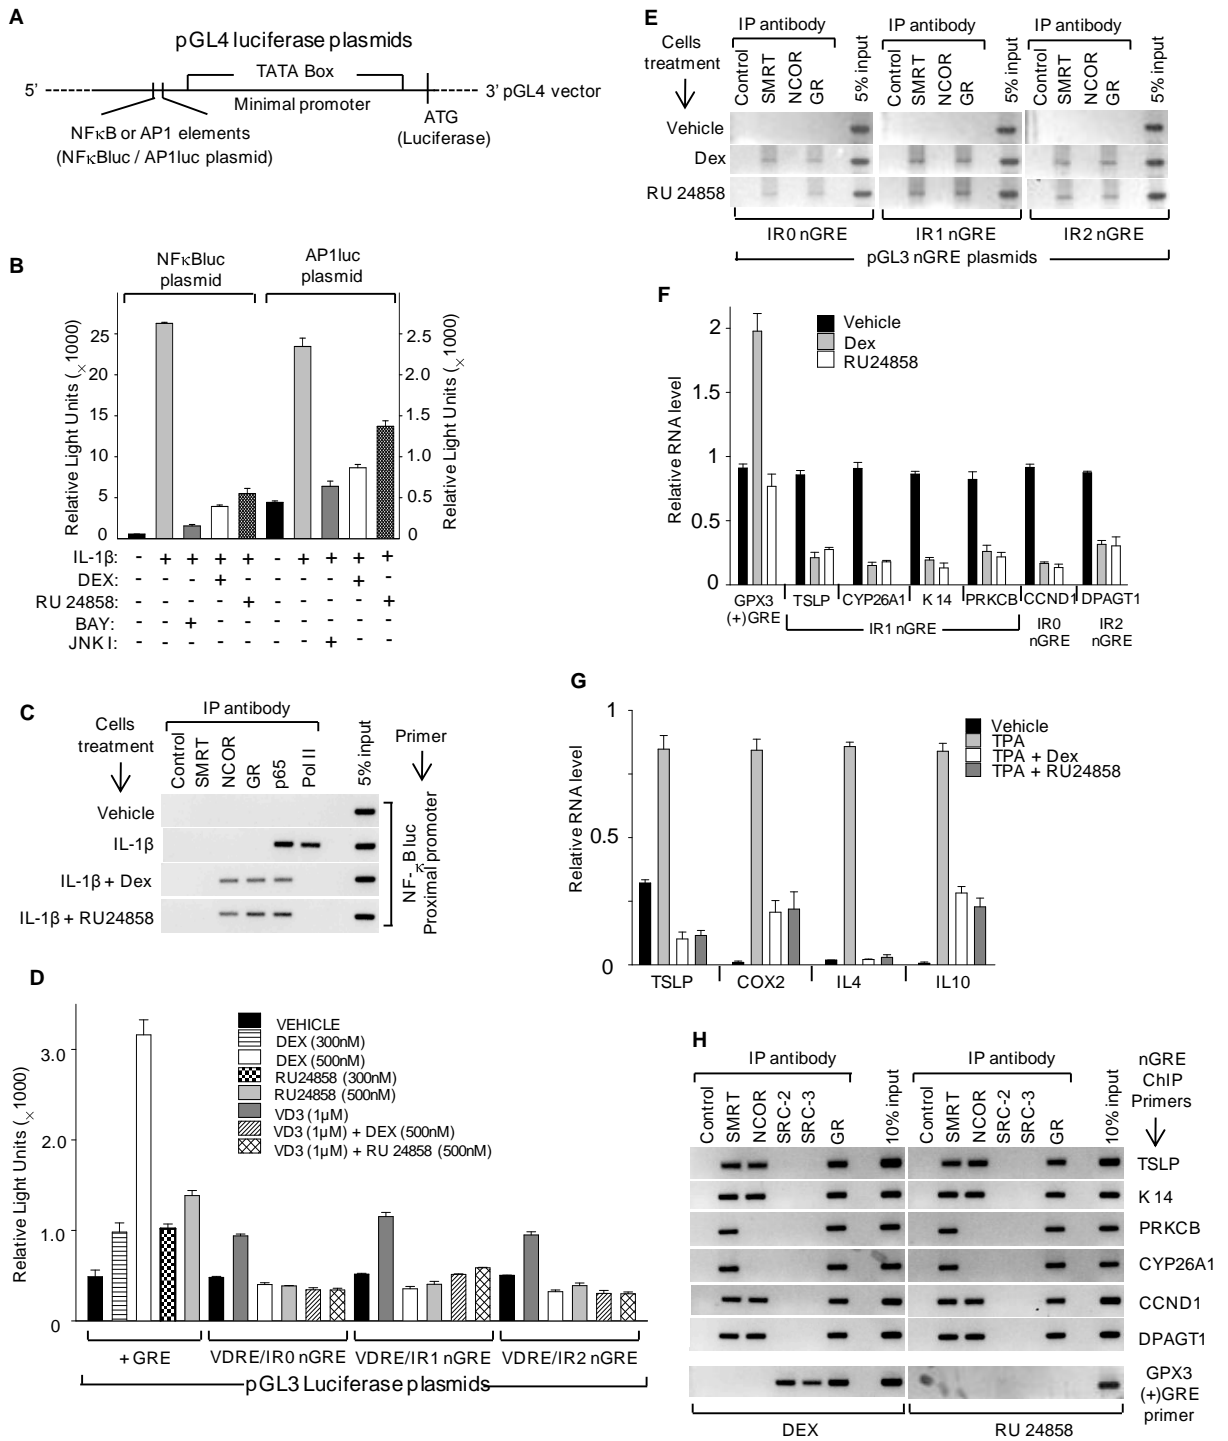 A
pGL4 luciferase plasmids
TATA Box
5'
3' pGL4 vector
Minimal promoter
ATG
(Luciferase)
NFκB or AP1 elements
(NFκBluc / AP1luc plasmid)
B
NFκBluc
plasmid
AP1luc
plasmid
Relative Light Units (×1000)
25
20
15
10
5
0
2.5
2.0
1.5
1.0
0.5
0
Relative Light Units (×1000)
IL-1β: - + + + + - + + + +
DEX: - - - + - - - - + -
RU 24858: - - - - + - - - - +
BAY: - - + - - - - - - -
JNK I: - - - - - - - + - -
C
Cells
treatment
IP antibody
Control
SMRT
NCOR
GR
p65
Pol II
5% input
Primer
Vehicle
IL-1β
IL-1β + Dex
IL-1β + RU24858
NF-κBluc
Proximal promoter
D
Relative Light Units (×1000)
3.0
2.0
1.0
0
VEHICLE
DEX (300nM)
DEX (500nM)
RU24858 (300nM)
RU24858 (500nM)
VD3 (1µM)
VD3 (1µM) + DEX (500nM)
VD3 (1µM) + RU 24858 (500nM)
+ GRE
VDRE/IR0 nGRE
VDRE/IR1 nGRE
VDRE/IR2 nGRE
pGL3 Luciferase plasmids
E
Cells
treatment
IP antibody
IP antibody
IP antibody
Control
SMRT
NCOR
GR
5% input
Control
SMRT
NCOR
GR
5% input
Control
SMRT
NCOR
GR
5% input
Vehicle
Dex
RU 24858
IR0 nGRE
IR1 nGRE
IR2 nGRE
pGL3 nGRE plasmids
F
Relative RNA level
2
1.5
1
0.5
0
Vehicle
Dex
RU24858
GPX3
(+)GRE
TSLP
CYP26A1
K 14
PRKCB
CCND1
DPAGT1
IR1 nGRE
IR0
nGRE
IR2
nGRE
G
Relative RNA level
1
0.5
0
Vehicle
TPA
TPA + Dex
TPA + RU24858
TSLP
COX2
IL4
IL10
H
IP antibody
IP antibody
nGRE
ChIP
Primers
Control
SMRT
NCOR
SRC-2
SRC-3
GR
10% input
Control
SMRT
NCOR
SRC-2
SRC-3
GR
10% input
TSLP
K 14
PRKCB
CYP26A1
CCND1
DPAGT1
GPX3
(+)GRE
primer
DEX
RU 24858